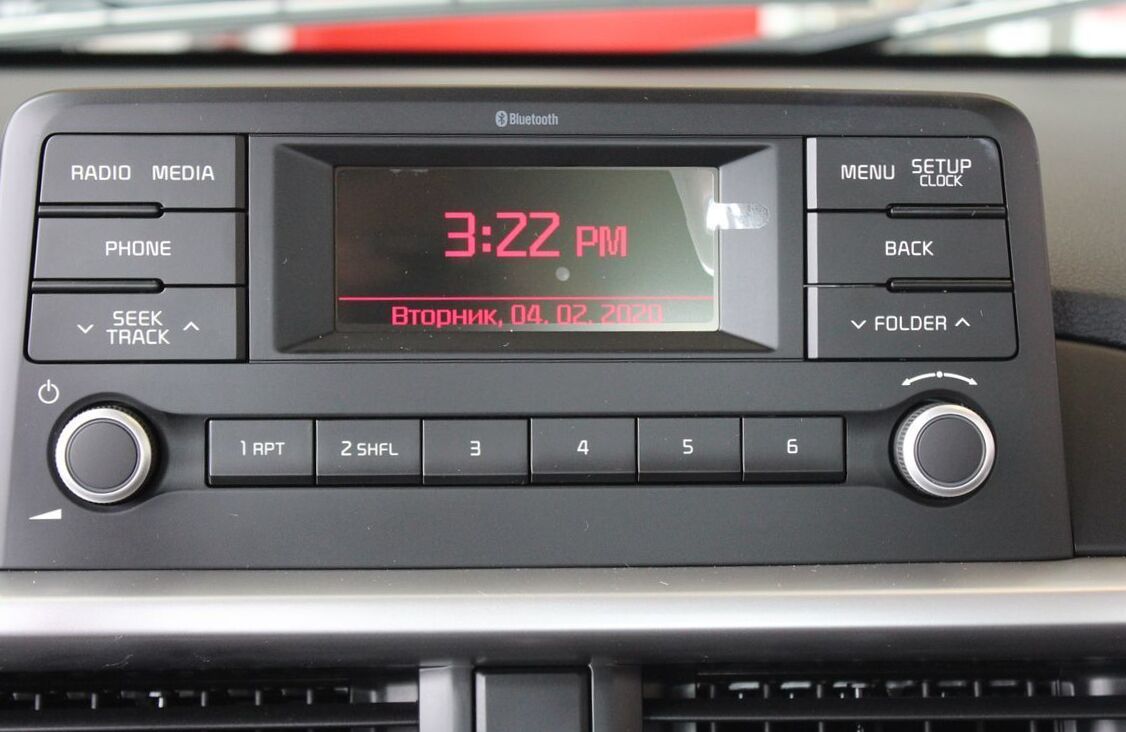 Bluetooth
RADIO MEDIA
PHONE
SEEK
TRACK
3:22 PM
Вторник, 04. 02. 2020
MENU SETUP
CLOCK
BACK
FOLDER
1 RPT
2 SHFL
3
4
5
6